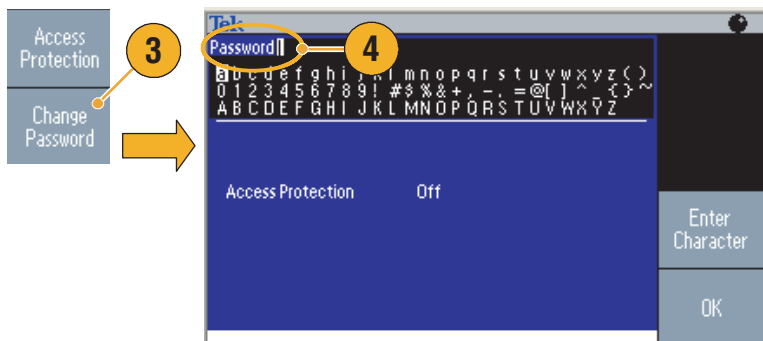 Access
Protection
3
Change
Password
Tek
Password
4
a b c d e f g h i j k l m n o p q r s t u v w x y z ( )
0 1 2 3 4 5 6 7 8 9 ! # $ % & + , - . = @ [ ] ^ _ { } ~
A B C D E F G H I J K L M N O P Q R S T U V W X Y Z
Access Protection Off
Enter
Character
OK